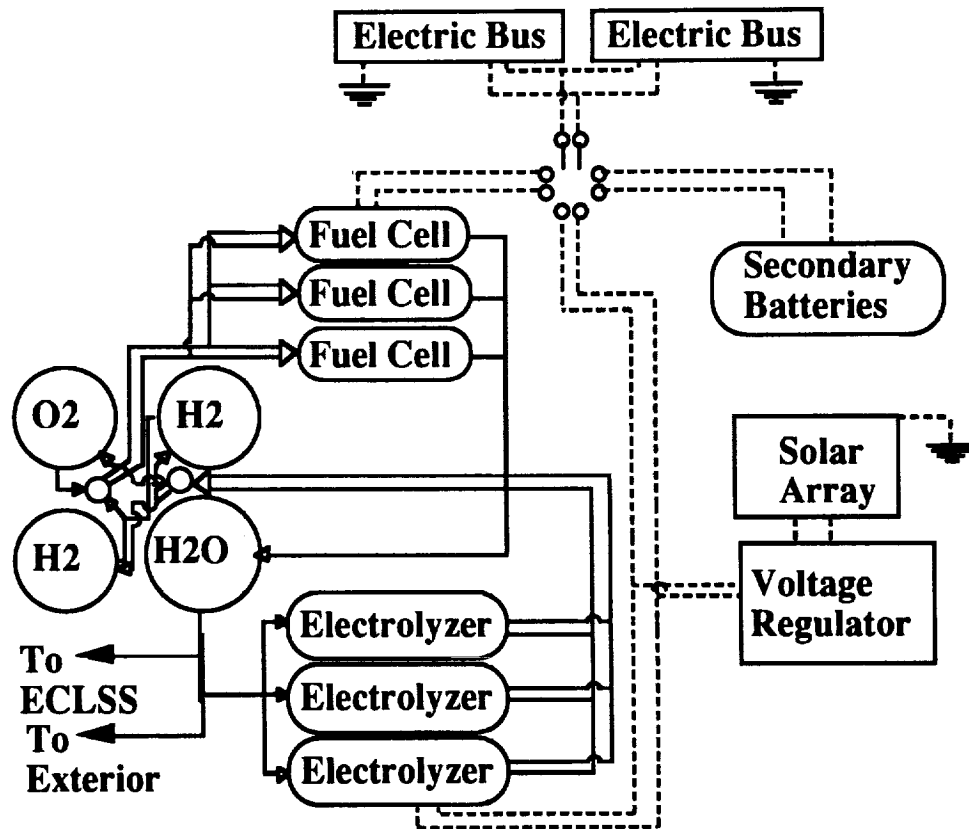 Electric Bus
Electric Bus
Fuel Cell
Fuel Cell
Fuel Cell
Secondary
Batteries
O2
H2
H2
H2O
Solar
Array
Voltage
Regulator
Electrolyzer
Electrolyzer
Electrolyzer
To
ECLSS
To
Exterior